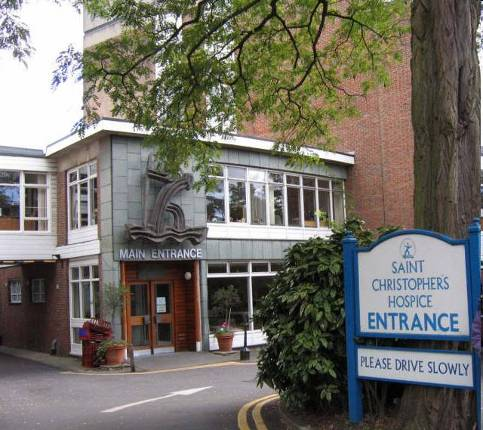 MAIN ENTRANCE
SAINT
CHRISTOPHER'S
HOSPICE
ENTRANCE
PLEASE DRIVE SLOWLY